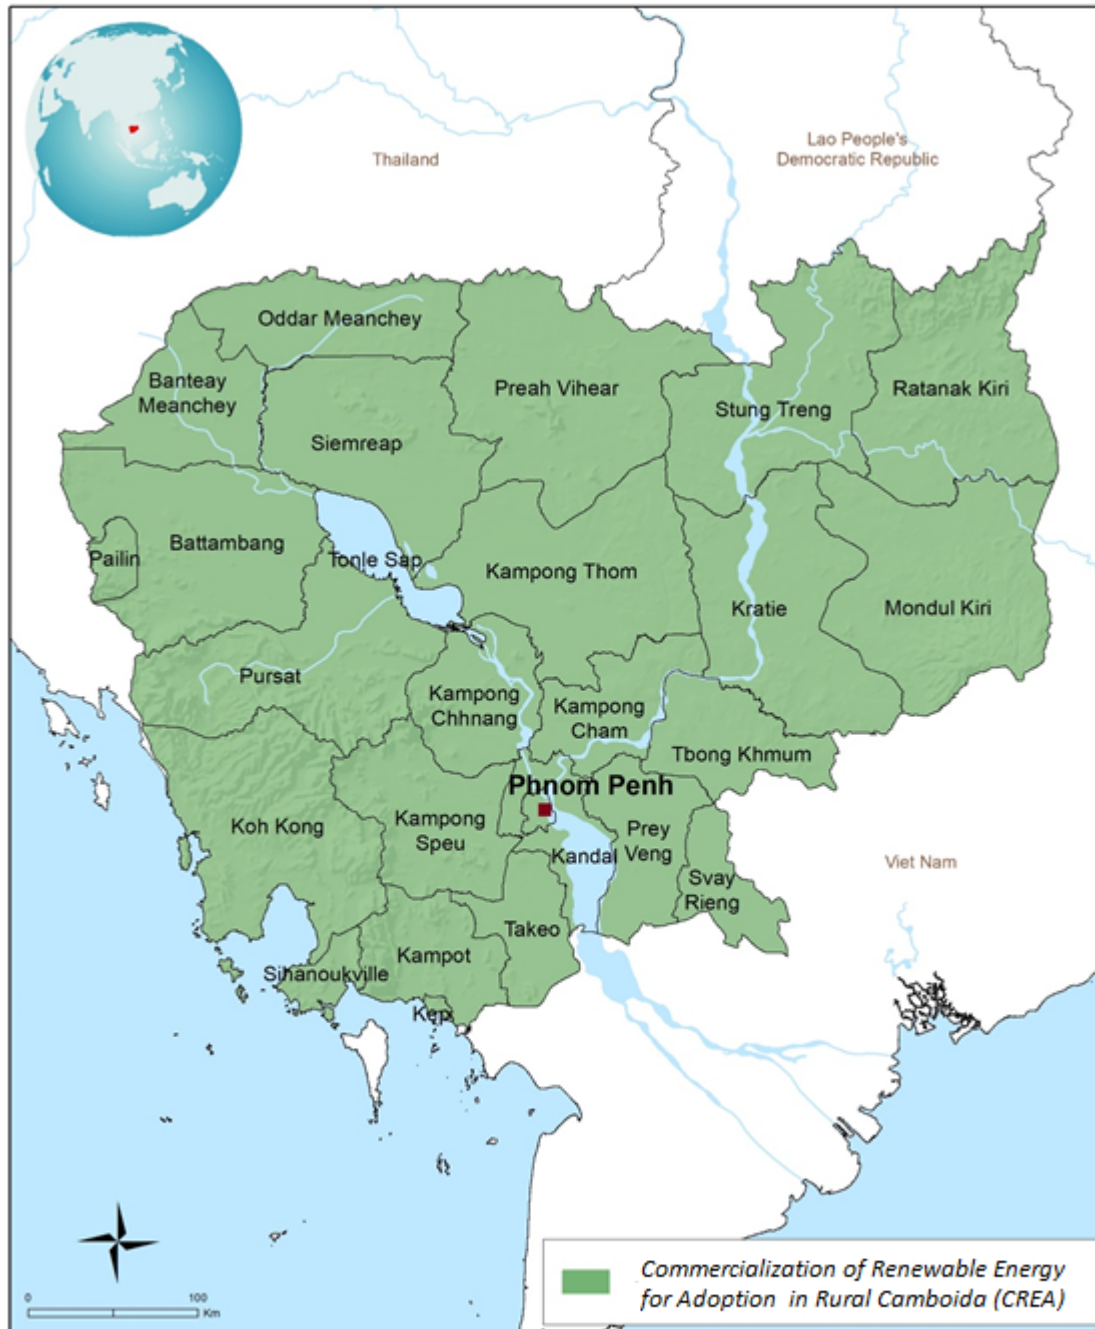 Thailand
Lao People's
Democratic Republic
Oddar Meanchey
Banteay
Meanchey
Preah Vihear
Ratanak Kiri
Stung Treng
Siemreap
Battambang
Pailin
Tonle Sap
Kampong Thom
Kratie
Mondul Kiri
Pursat
Kampong
Chhnang
Kampong
Cham
Tbong Khmum
Phnom Penh
Koh Kong
Kampong
Speu
Prey
Veng
Kandal
Viet Nam
Svay
Rieng
Takeo
Kampot
Sihanoukville
Kep
0 100
Km
Commercialization of Renewable Energy
for Adoption in Rural Camboida (CREA)